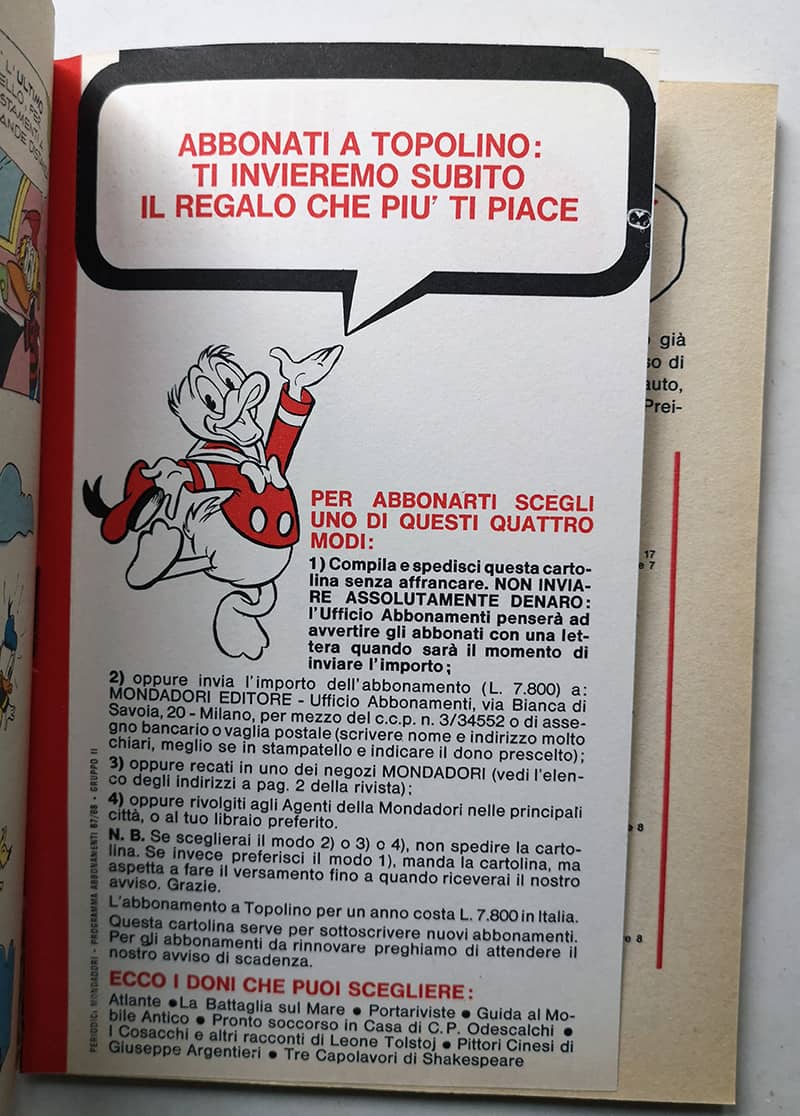 L'ULTIMO
ABBONATI A TOPOLINO:
TI INVIEREMO SUBITO
IL REGALO CHE PIU' TI PIACE
già
so di
auto,
Prei-
PER ABBONARTI SCEGLI
UNO DI QUESTI QUATTRO
MODI:
1) Compila e spedisci questa carto-
lina senza affrancare. NON INVIA-
RE ASSOLUTAMENTE DENARO:
l'Ufficio Abbonamenti penserà ad
avvertire gli abbonati con una let-
tera quando sarà il momento di
inviare l'importo;
2) oppure invia l'importo dell'abbonamento (L. 7.800) a:
MONDADORI EDITORE - Ufficio Abbonamenti, via Bianca di
Savoia, 20 - Milano, per mezzo del c.c.p. n. 3/34552 o di asse-
gno bancario o vaglia postale (scrivere nome e indirizzo molto
chiari, meglio se in stampatello e indicare il dono prescelto);
3) oppure recati in uno dei negozi MONDADORI (vedi l'elen-
co degli indirizzi a pag. 2 della rivista);
4) oppure rivolgiti agli Agenti della Mondadori nelle principali
città, o al tuo libraio preferito.
N. B. Se sceglierai il modo 2) o 3) o 4), non spedire la carto-
lina. Se invece preferisci il modo 1), manda la cartolina, ma
aspetta a fare il versamento fino a quando riceverai il nostro
avviso. Grazie.
L'abbonamento a Topolino per un anno costa L. 7.800 in Italia.
Questa cartolina serve per sottoscrivere nuovi abbonamenti.
Per gli abbonamenti da rinnovare preghiamo di attendere il
nostro avviso di scadenza.
ECCO I DONI CHE PUOI SCEGLIERE:
Atlante ● La Battaglia sul Mare ● Portariviste ● Guida al Mo-
bile Antico ● Pronto soccorso in Casa di C.P. Odescalchi ●
I Cosacchi e altri racconti di Leone Tolstoj ● Pittori Cinesi di
Giuseppe Argentieri ● Tre Capolavori di Shakespeare
PERIODICI MONDADORI - PROGRAMMA ABBONAMENTI 67/68 - GRUPPO II
17
e 7
e 8
e 8